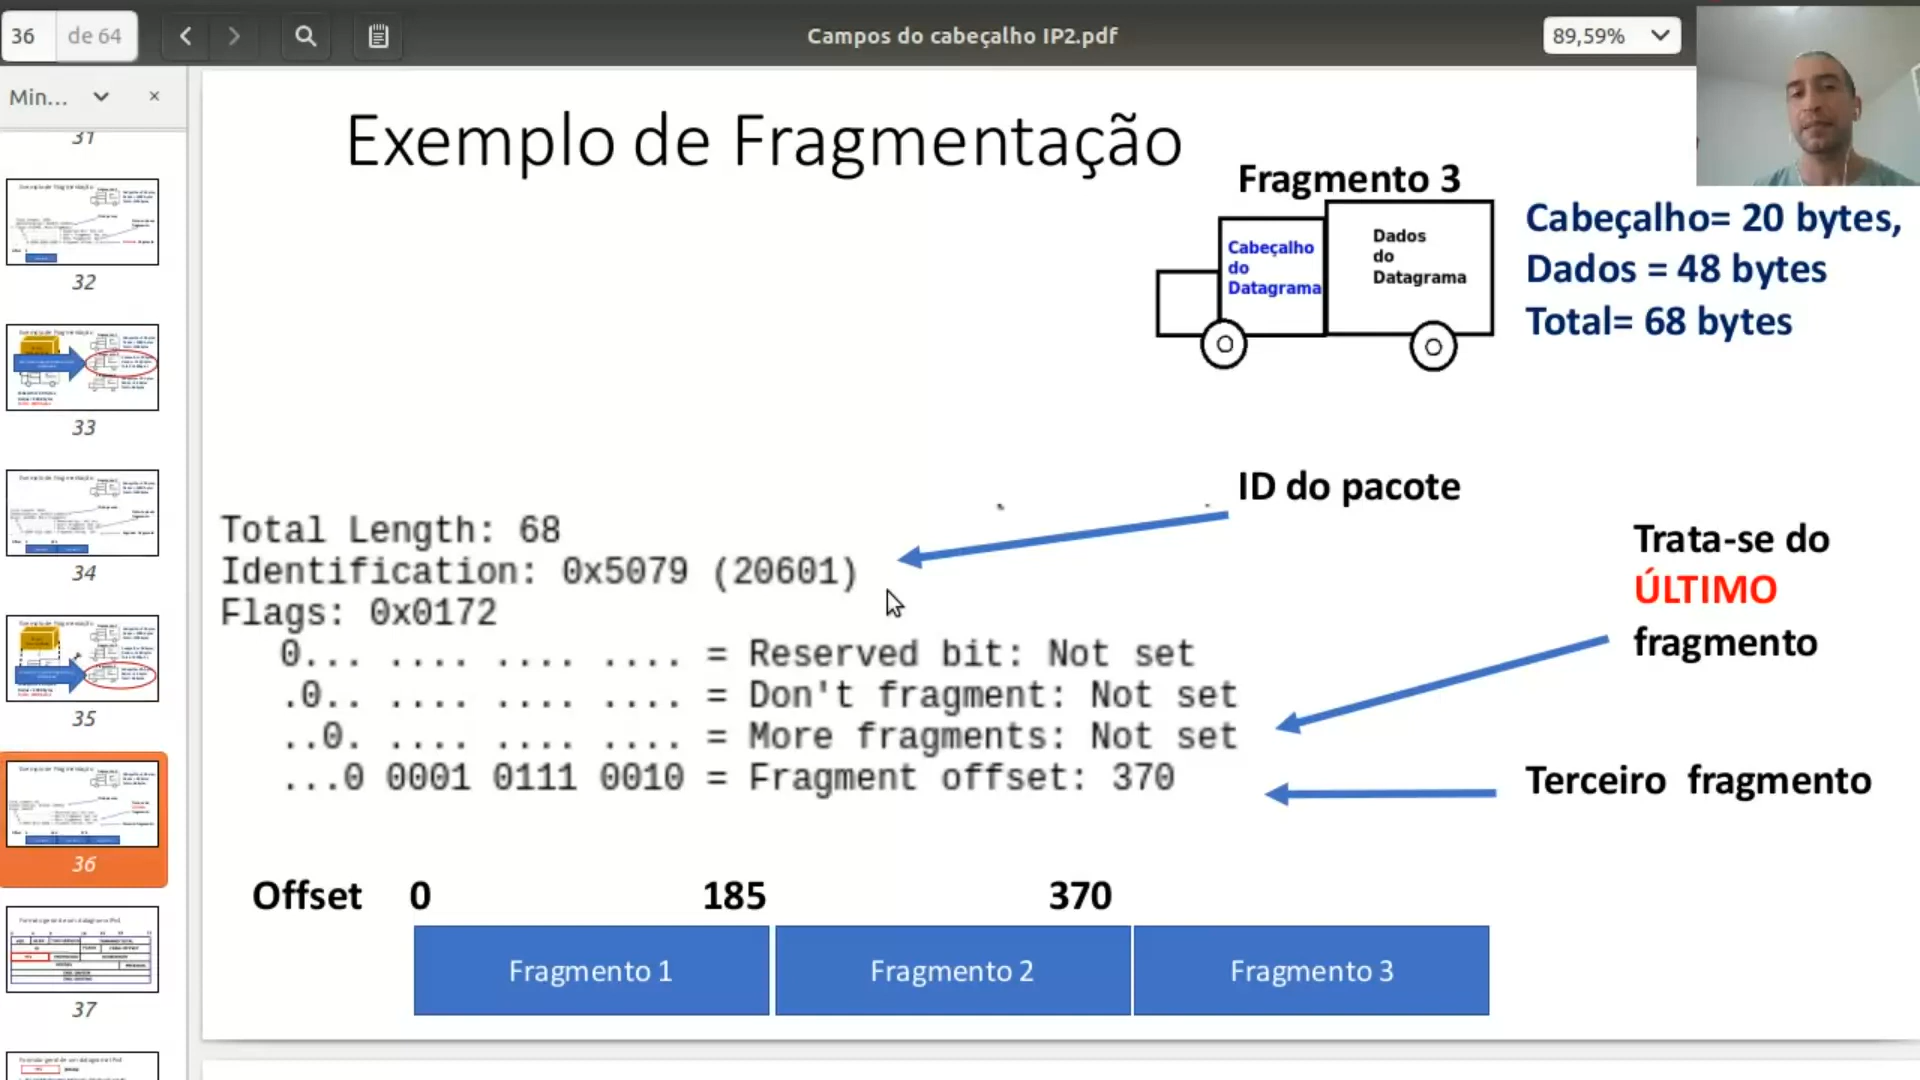 36
de 64
Campos do cabeçalho IP2.pdf
89,59%
Min...
31
32
33
34
35
36
37
Exemplo de Fragmentação
Fragmento 3
Cabeçalho
do
Datagrama
Dados
do
Datagrama
Cabeçalho= 20 bytes,
Dados = 48 bytes
Total= 68 bytes
ID do pacote
Total Length: 68
Identification: 0x5079 (20601)
Flags: 0x0172
0... .... .... .... = Reserved bit: Not set
.0.. .... .... .... = Don't fragment: Not set
..0. .... .... .... = More fragments: Not set
...0 0001 0111 0010 = Fragment offset: 370
Trata-se do
ÚLTIMO
fragmento
Terceiro fragmento
Offset 0 185 370
Fragmento 1
Fragmento 2
Fragmento 3